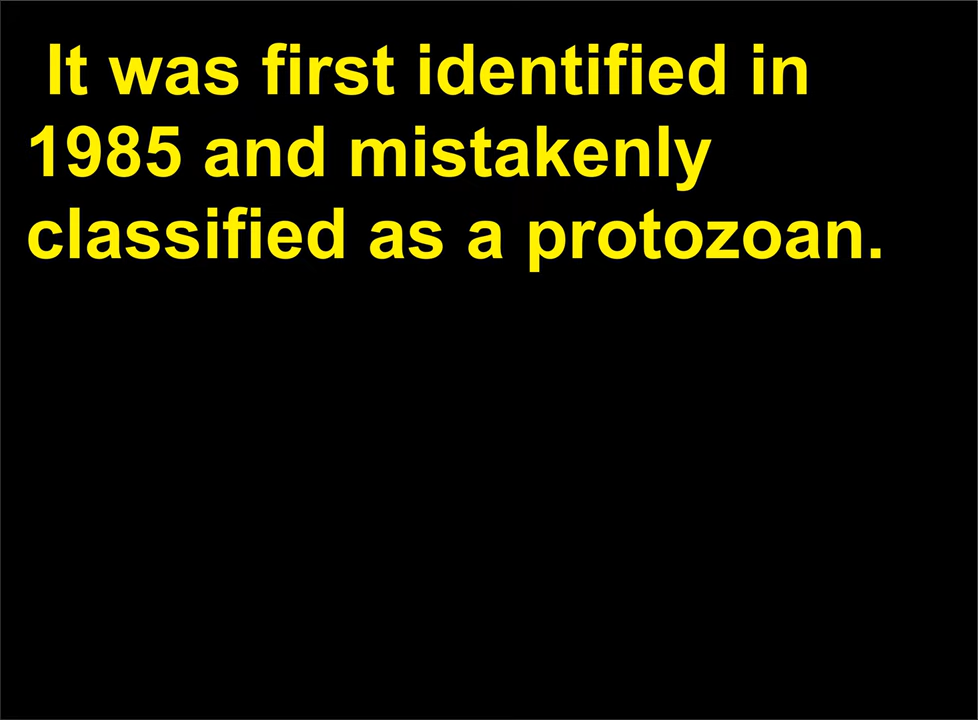 It was first identified in
1985 and mistakenly
classified as a protozoan.